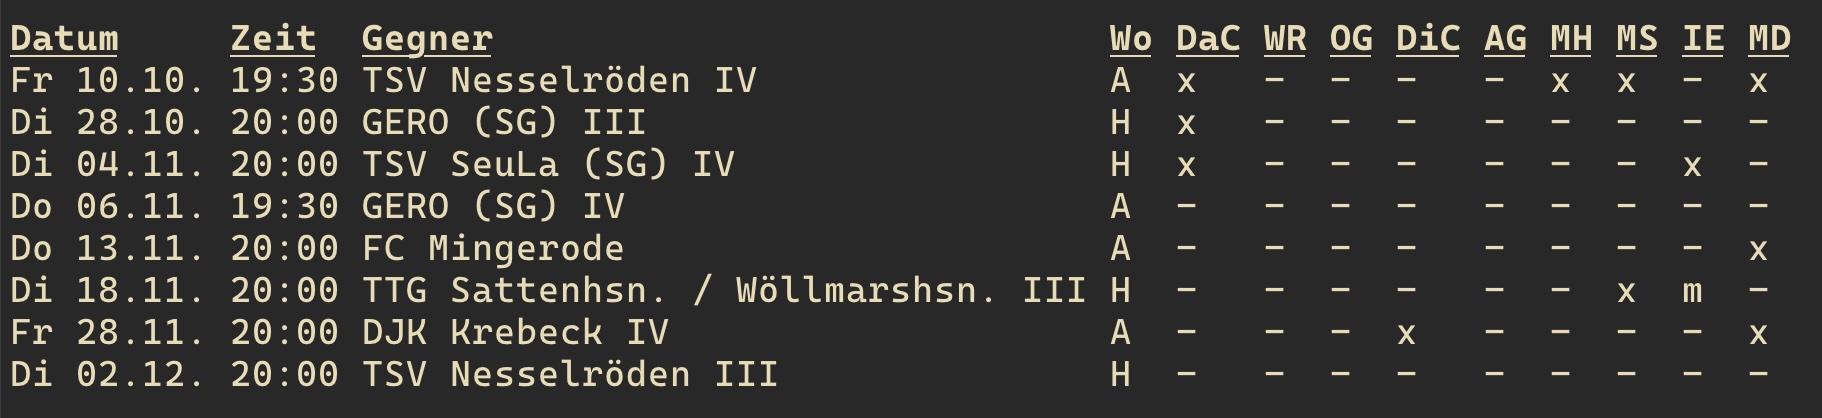 Datum Zeit Gegner Wo DaC WR OG DiC AG MH MS IE MD
Fr 10.10. 19:30 TSV Nesselröden IV A x - - - - x x - x
Di 28.10. 20:00 GERO (SG) III H x - - - - - - - -
Di 04.11. 20:00 TSV SeuLa (SG) IV H x - - - - - - x -
Do 06.11. 19:30 GERO (SG) IV A - - - - - - - - -
Do 13.11. 20:00 FC Mingerode A - - - - - - - - x
Di 18.11. 20:00 TTG Sattenhsn. / Wöllmarshsn. III H - - - - - - x m -
Fr 28.11. 20:00 DJK Krebeck IV A - - - x - - - - x
Di 02.12. 20:00 TSV Nesselröden III H - - - - - - - - -